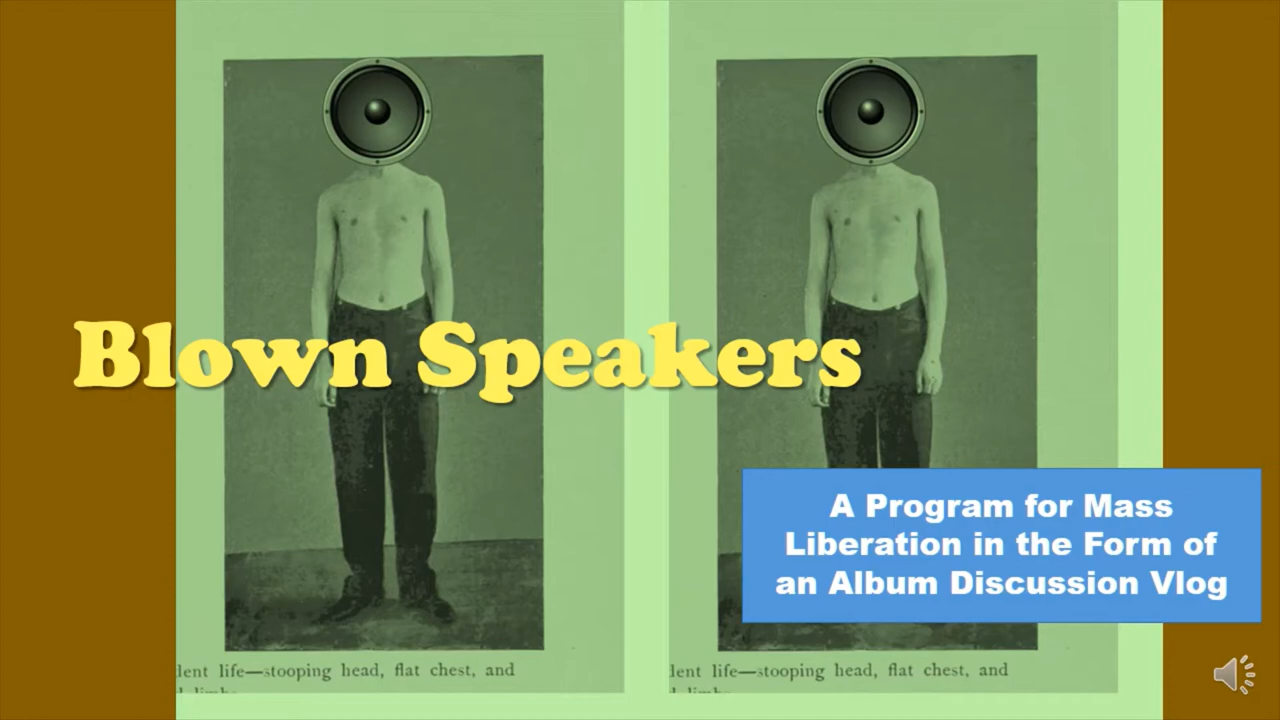 Blown Speakers
A Program for Mass
Liberation in the Form of
an Album Discussion Vlog
lent life—stooping head, flat chest, and
lent life—stooping head, flat chest, and